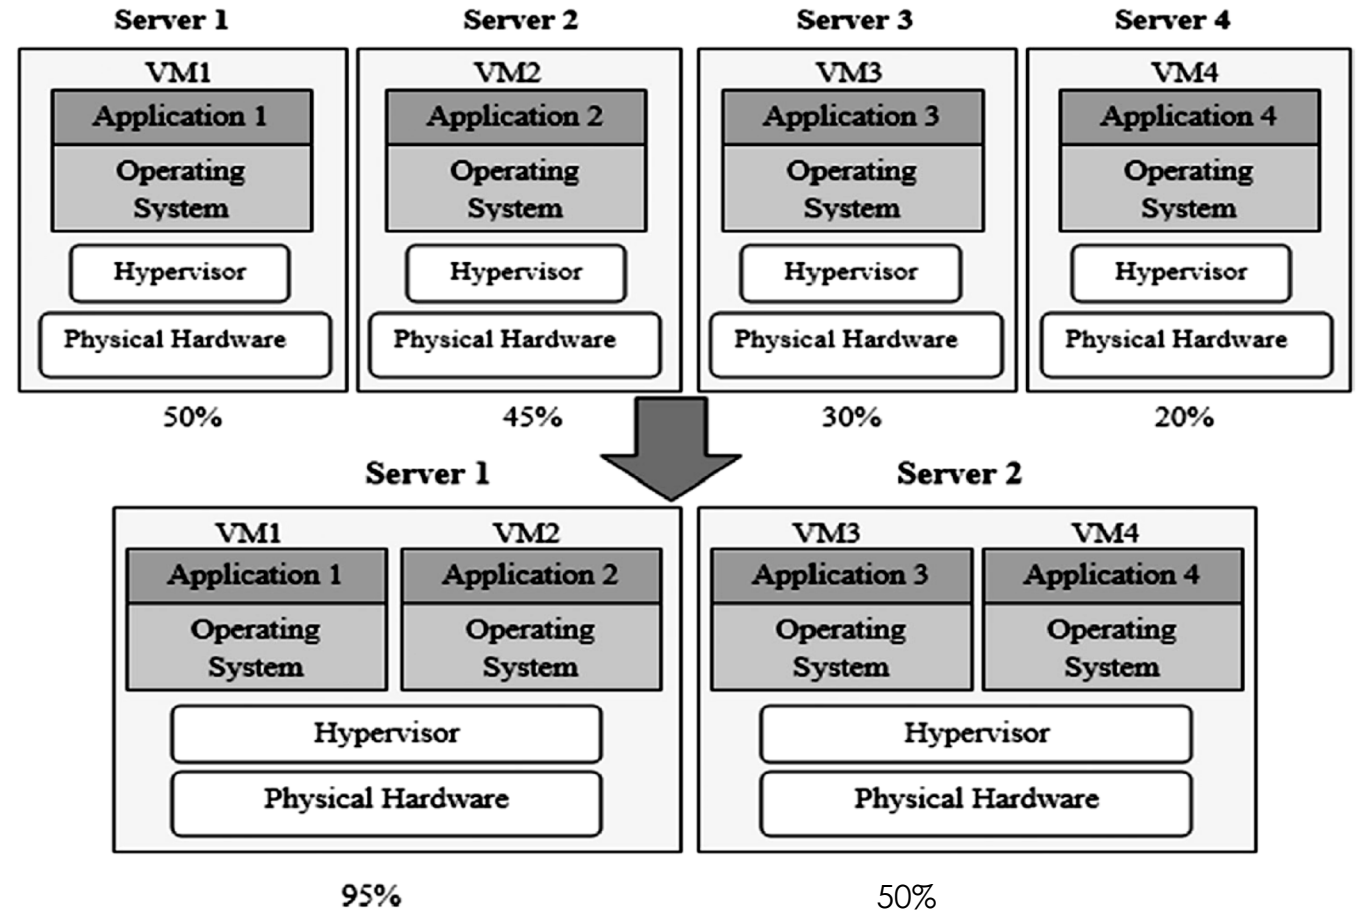 Server 1
Server 2
Server 3
Server 4
VM1
Application 1
Operating
System
Hypervisor
Physical Hardware
50%
VM2
Application 2
Operating
System
Hypervisor
Physical Hardware
45%
VM3
Application 3
Operating
System
Hypervisor
Physical Hardware
30%
VM4
Application 4
Operating
System
Hypervisor
Physical Hardware
20%
Server 1
VM1
Application 1
Operating
System
VM2
Application 2
Operating
System
Hypervisor
Physical Hardware
95%
Server 2
VM3
Application 3
Operating
System
VM4
Application 4
Operating
System
Hypervisor
Physical Hardware
50%